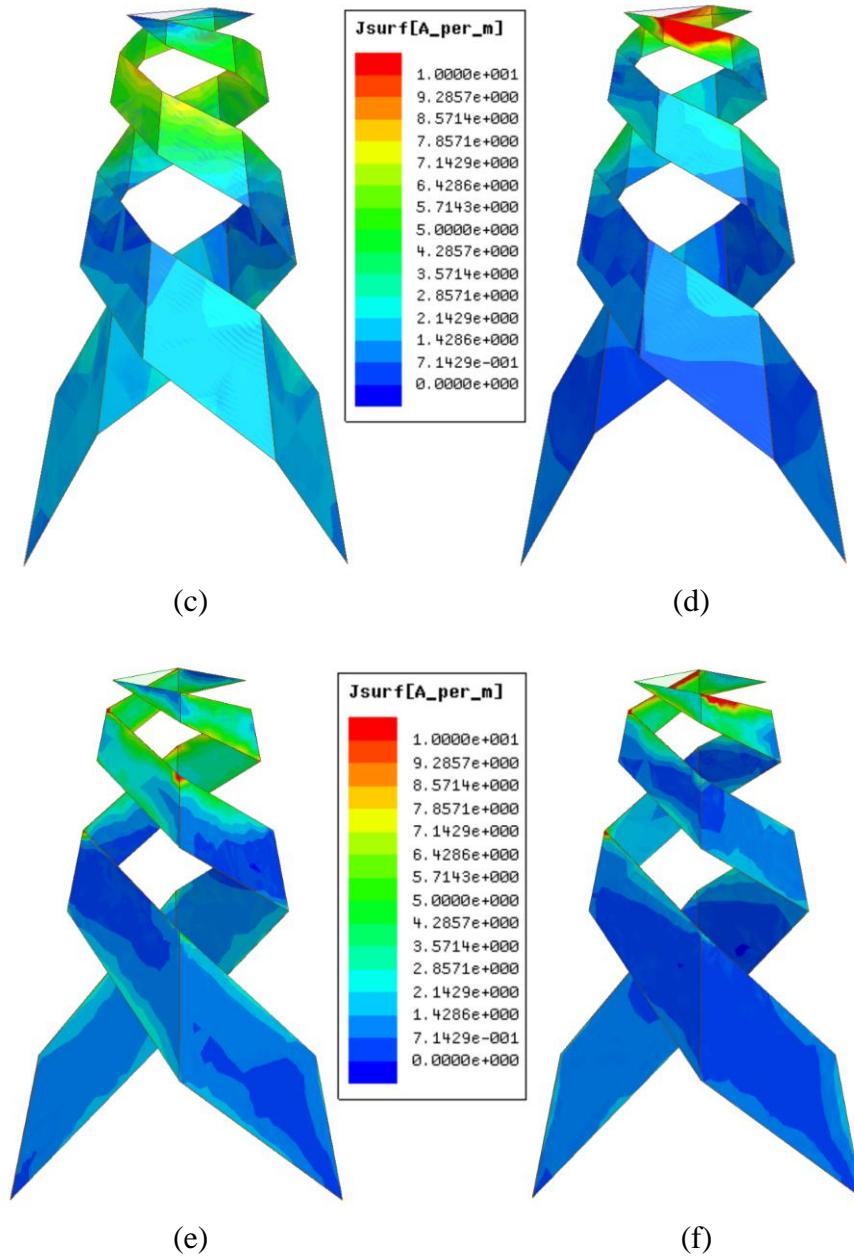 Jsurf[A_per_m]
1.0000e+001
9.2857e+000
8.5714e+000
7.8571e+000
7.1429e+000
6.4286e+000
5.7143e+000
5.0000e+000
4.2857e+000
3.5714e+000
2.8571e+000
2.1429e+000
1.4286e+000
7.1429e-001
0.0000e+000
(c)
(d)
Jsurf[A_per_m]
1.0000e+001
9.2857e+000
8.5714e+000
7.8571e+000
7.1429e+000
6.4286e+000
5.7143e+000
5.0000e+000
4.2857e+000
3.5714e+000
2.8571e+000
2.1429e+000
1.4286e+000
7.1429e-001
0.0000e+000
(e)
(f)